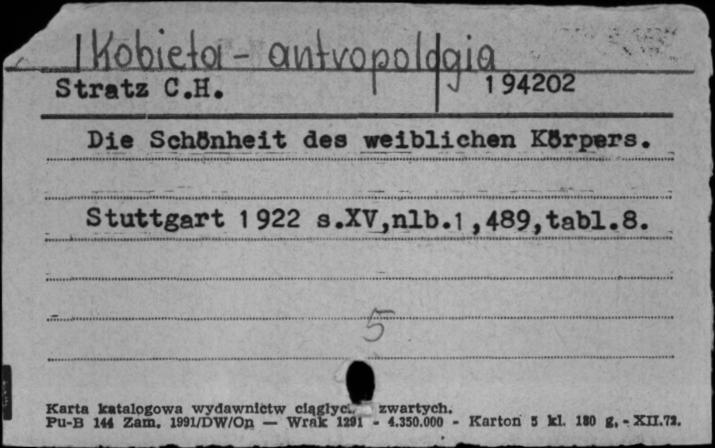 Kobieta - antropologia
Stratz C.H. 194202
Die Schönheit des weiblichen Körpers.
Stuttgart 1922 s.XV,nlb.1,489,tabl.8.
5
Karta katalogowa wydawnictw ciągłych zwartych.
Pu-B 144 Zam. 1991/DW/On — Wrak 1291 - 4.350.000 - Karton 5 kl. 180 g. - XII.72.